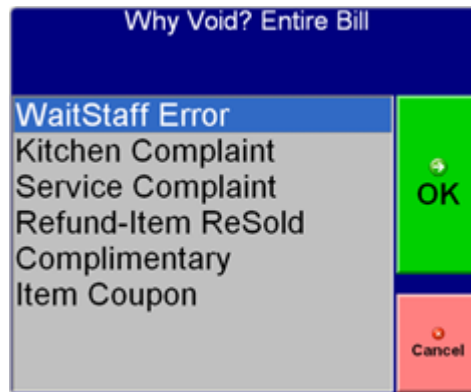 Why Void? Entire Bill
WaitStaff Error
Kitchen Complaint
Service Complaint
Refund-Item ReSold
Complimentary
Item Coupon
OK
Cancel